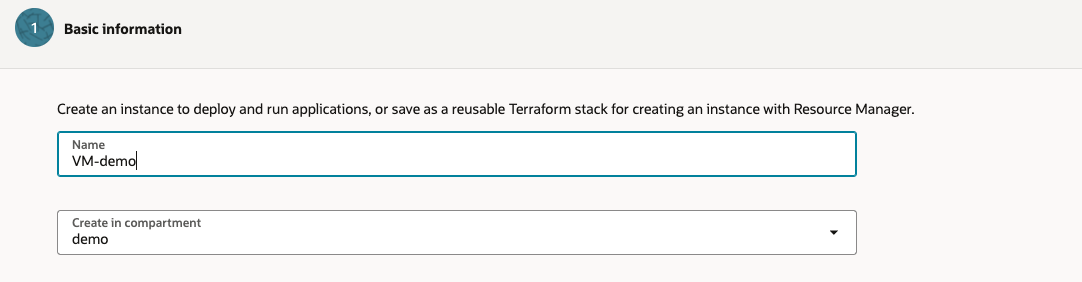 1
Basic information
Create an instance to deploy and run applications, or save as a reusable Terraform stack for creating an instance with Resource Manager.
Name
VM-demo
Create in compartment
demo